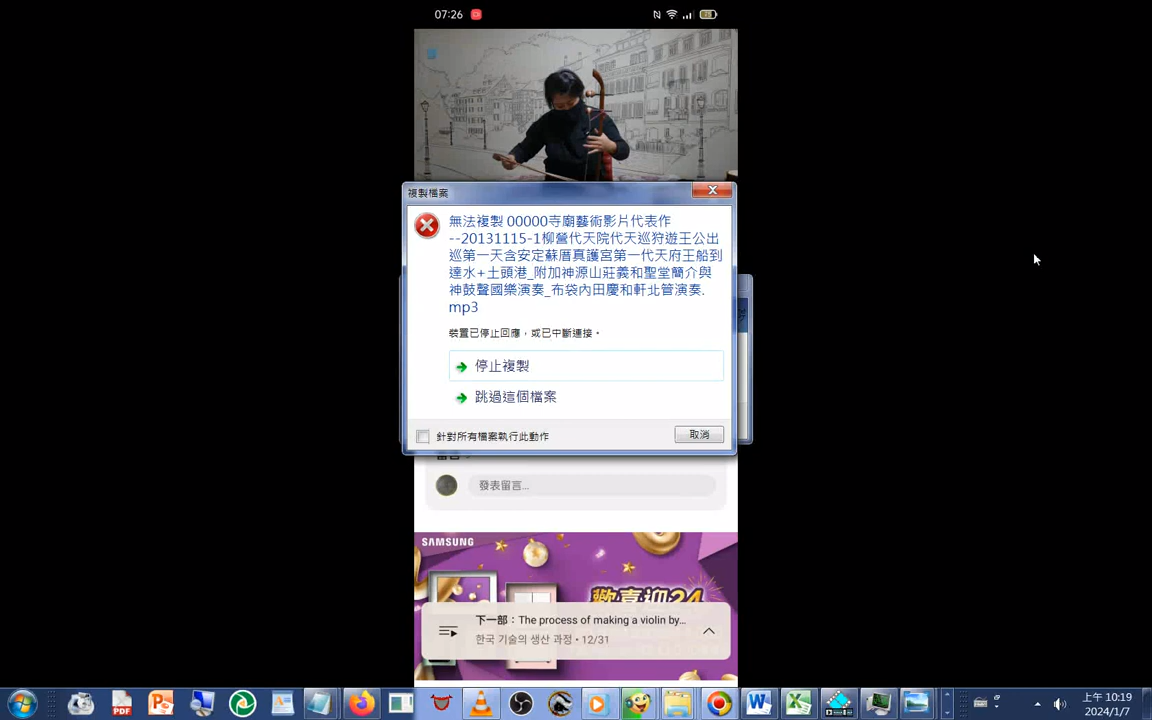 07:26
複製檔案
無法複製 00000寺廟藝術影片代表作
--20131115-1柳營代天院代天巡狩遊王公出
巡第一天含安定蘇厝真護宮第一代天府王船到
達水+土頭港_附加神源山莊義和聖堂簡介與
神鼓聲國樂演奏_布袋內田慶和軒北管演奏.
mp3
裝置已停止回應，或已中斷連接。
停止複製
跳過這個檔案
針對所有檔案執行此動作
取消
發表留言...
SAMSUNG
歡喜迎24
下一部：The process of making a violin by...
한국 기술의 생산 과정 • 12/31
上午 10:19
2024/1/7